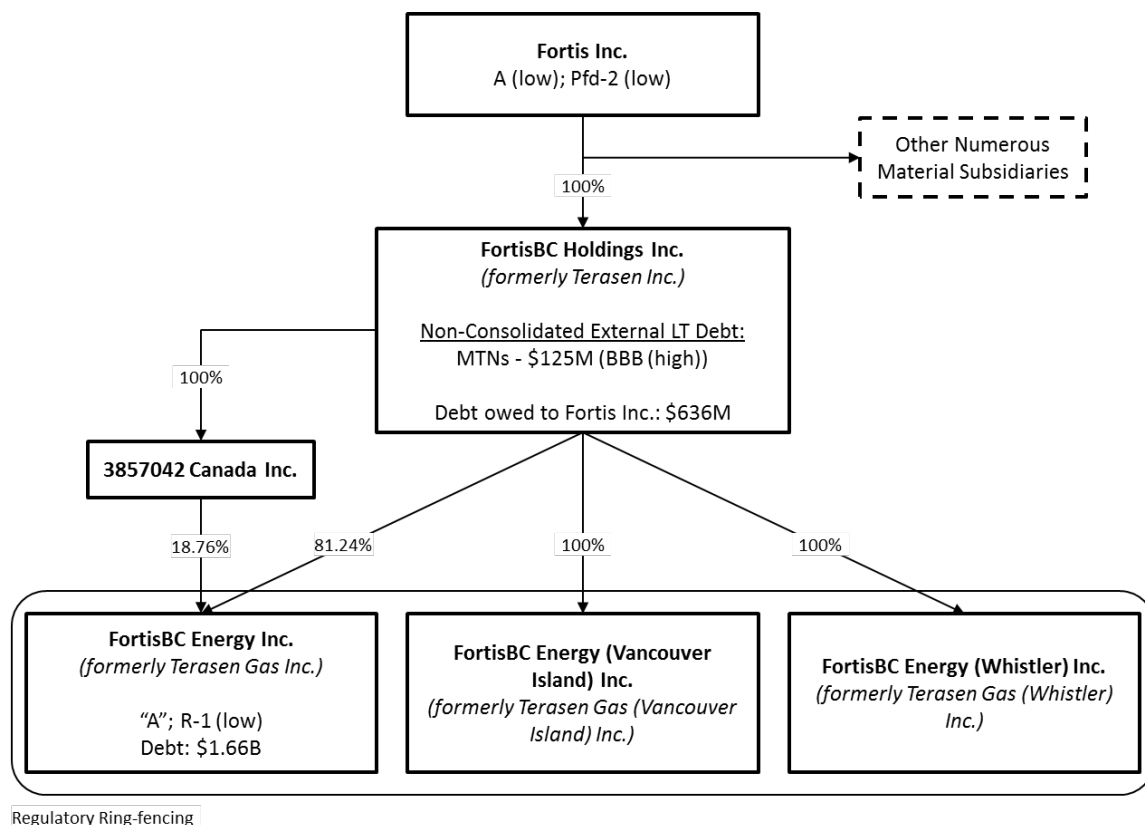 Fortis Inc.
A (low); Pfd-2 (low)
Other Numerous
Material Subsidiaries
100%
FortisBC Holdings Inc.
(formerly Terasen Inc.)
Non-Consolidated External LT Debt:
MTNs - $125M (BBB (high))
Debt owed to Fortis Inc.: $636M
100%
3857042 Canada Inc.
18.76%
81.24%
100%
100%
FortisBC Energy Inc.
(formerly Terasen Gas Inc.)
“A”; R-1 (low)
Debt: $1.66B
FortisBC Energy (Vancouver
Island) Inc.
(formerly Terasen Gas (Vancouver
Island) Inc.)
FortisBC Energy (Whistler) Inc.
(formerly Terasen Gas (Whistler)
Inc.)
Regulatory Ring-fencing